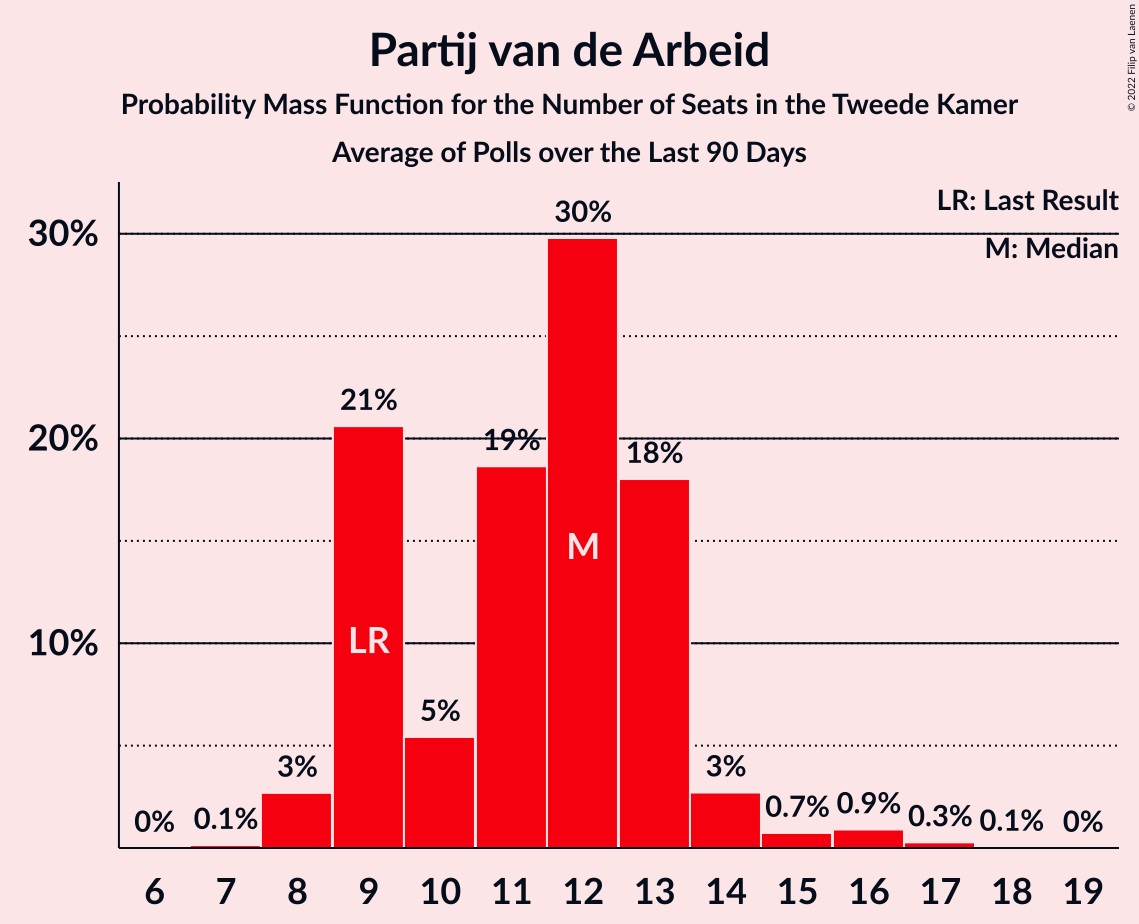 Partij van de Arbeid
Probability Mass Function for the Number of Seats in the Tweede Kamer
Average of Polls over the Last 90 Days
© 2022 Filip van Laenen
LR: Last Result
M: Median
30%
20%
10%
0%
0.1%
3%
21%
5%
19%
30%
18%
3%
0.7%
0.9%
0.3%
0.1%
0%
LR
M
6 7 8 9 10 11 12 13 14 15 16 17 18 19